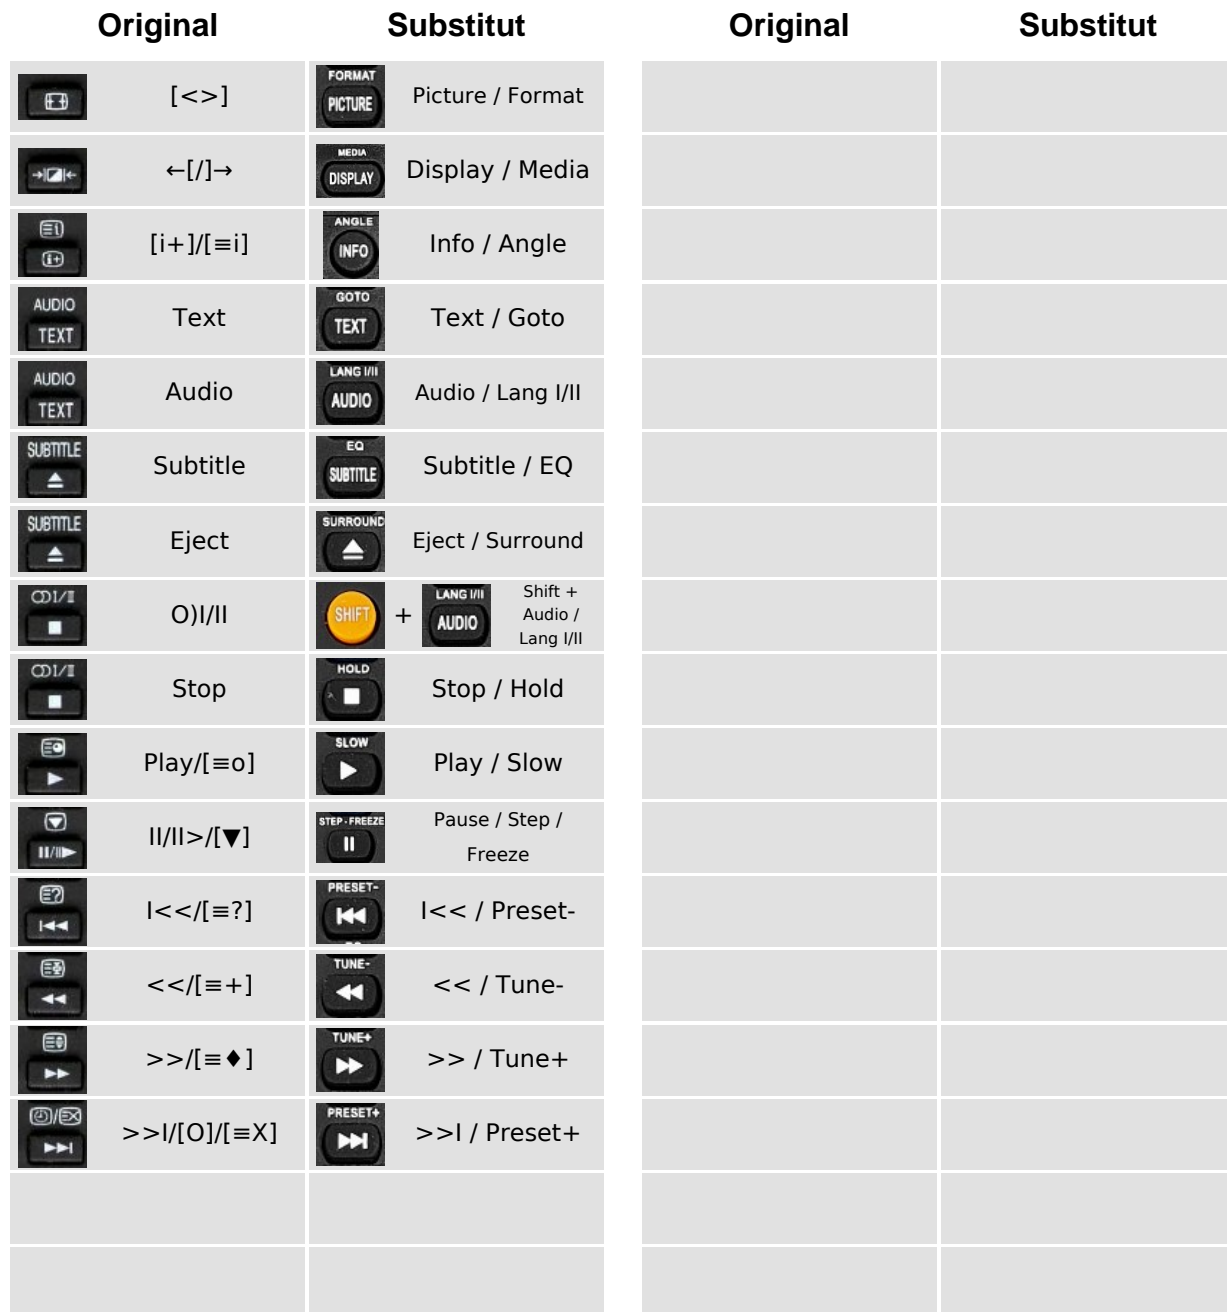 Original Substitut Original Substitut
[<>] FORMAT PICTURE Picture / Format
←[/]→ MEDIA DISPLAY Display / Media
[i+]/[≡i] ANGLE INFO Info / Angle
AUDIO TEXT Text GOTO TEXT Text / Goto
AUDIO TEXT Audio LANG I/II AUDIO Audio / Lang I/II
SUBTITLE Subtitle EQ SUBTITLE Subtitle / EQ
SUBTITLE Eject SURROUND Eject / Surround
I/II O)I/II SHIFT + LANG I/II AUDIO Shift + Audio / Lang I/II
I/II Stop HOLD Stop / Hold
Play/[≡o] SLOW Play / Slow
II/II>/[▼] STEP-FREEZE Pause / Step / Freeze
I<</[≡?] PRESET- I<< / Preset-
<</[≡+] TUNE- << / Tune-
>>/[≡♦] TUNE+ >> / Tune+
>>I/[O]/[≡X] PRESET+ >>I / Preset+